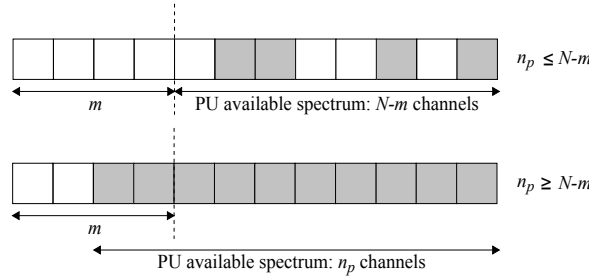 n_p ≤ N-m
m
PU available spectrum: N-m channels
n_p ≥ N-m
m
PU available spectrum: n_p channels